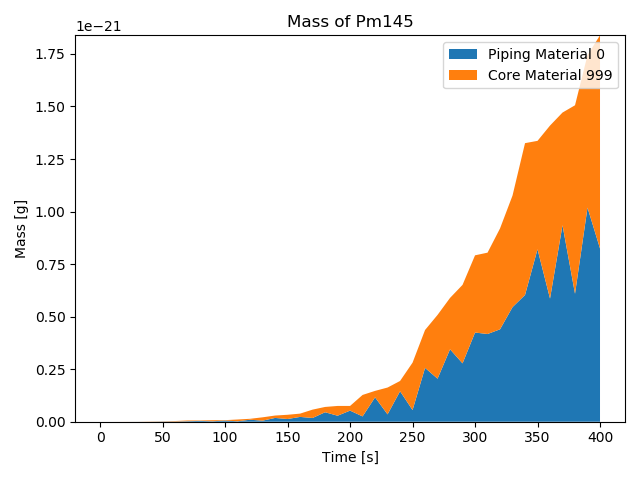 Mass of Pm145
1e−21
Piping Material 0
Core Material 999
1.75
1.50
1.25
1.00
0.75
0.50
0.25
0.00
Mass [g]
0 50 100 150 200 250 300 350 400
Time [s]